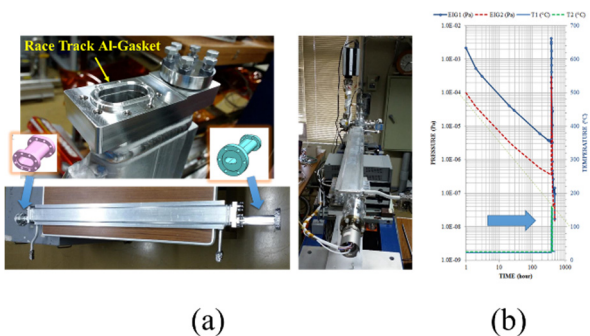 Race Track Al-Gasket
EIG1 (Pa) EIG2 (Pa) T1 (°C) T2 (°C)
1.0E-02 700
1.0E-03 600
1.0E-04 500
1.0E-05 400
1.0E-06 300
1.0E-07 200
1.0E-08 100
1.0E-09 0
PRESSURE (Pa)
TEMPERATURE (°C)
1 10 100 1000
TIME (hour)
(a) (b)